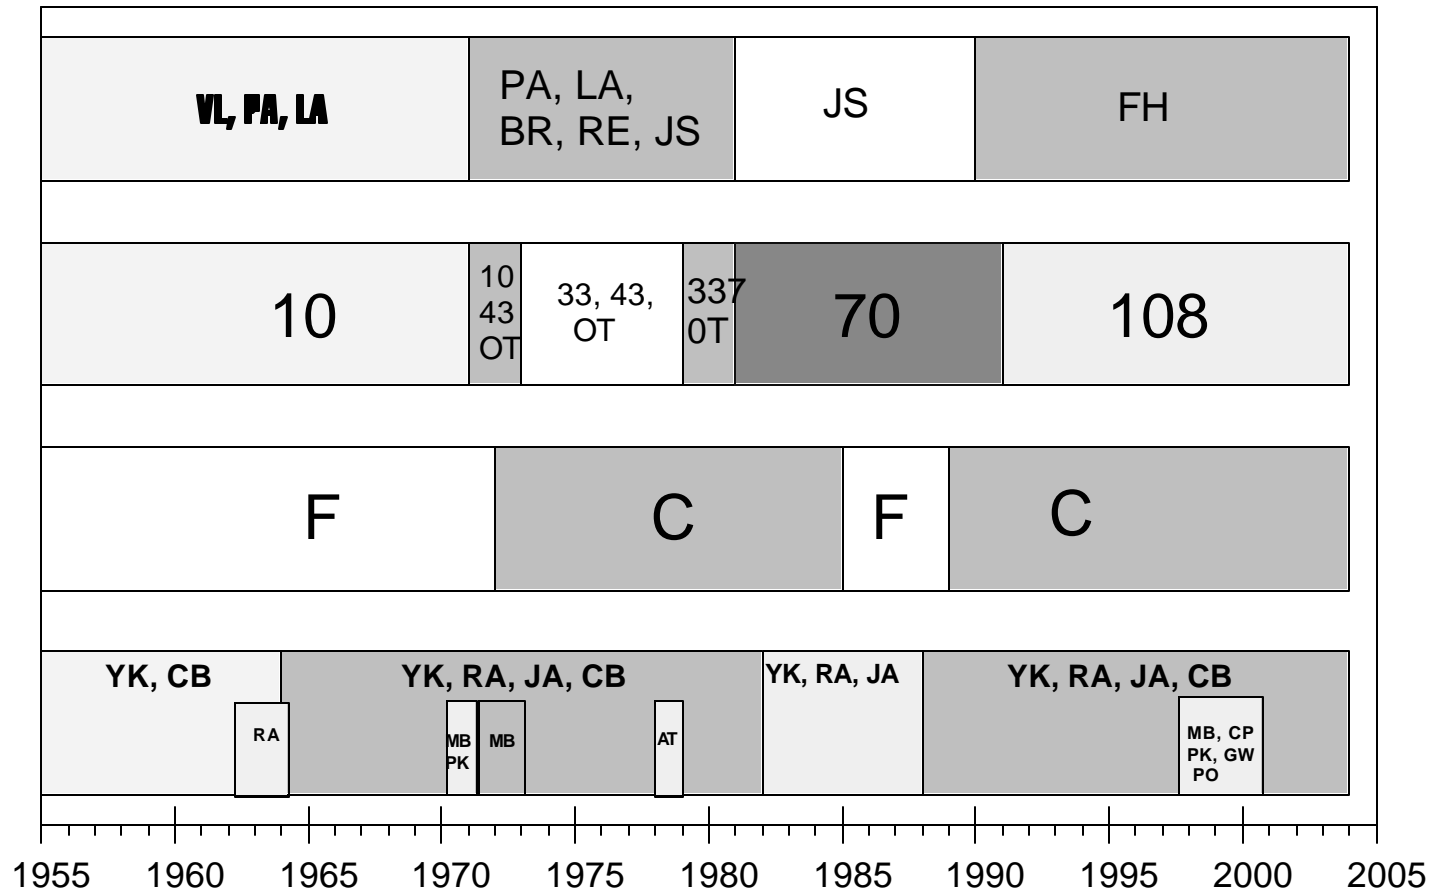 VL, PA, LA
PA, LA,
BR, RE, JS
JS
FH
10
10
43
OT
33, 43,
OT
337
0T
70
108
F
C
F
C
YK, CB
YK, RA, JA, CB
YK, RA, JA
YK, RA, JA, CB
RA
MB
PK
MB
AT
MB, CP
PK, GW
PO
1955 1960 1965 1970 1975 1980 1985 1990 1995 2000 2005